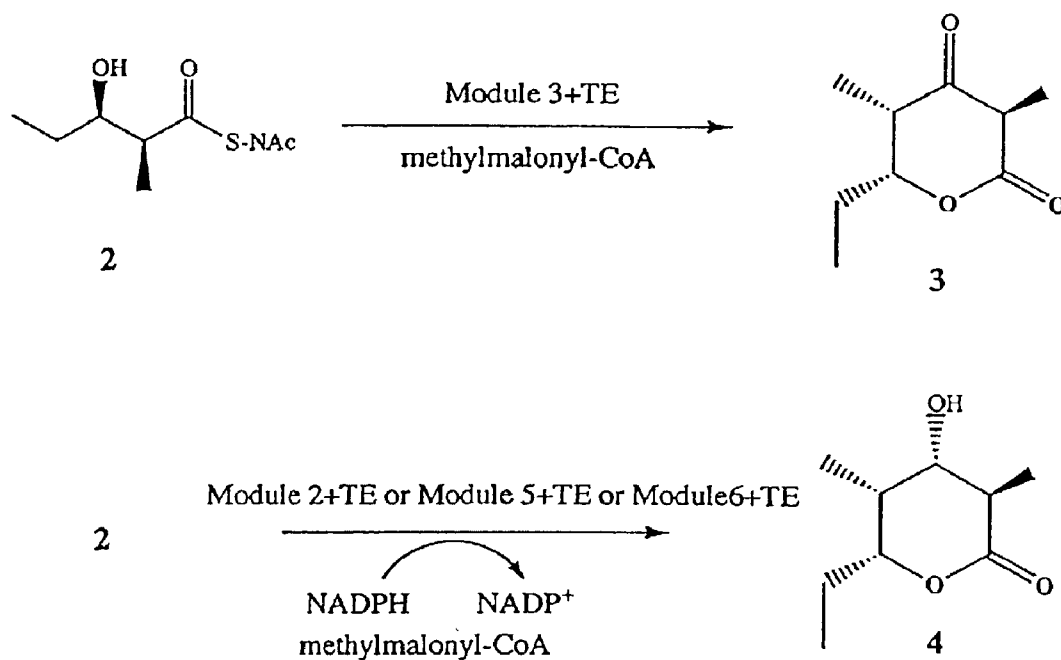 OH
O
S-NAc
2
Module 3+TE
methylmalonyl-CoA
O
O
O
3
2
Module 2+TE or Module 5+TE or Module6+TE
NADPH NADP+
methylmalonyl-CoA
OH
O
O
4